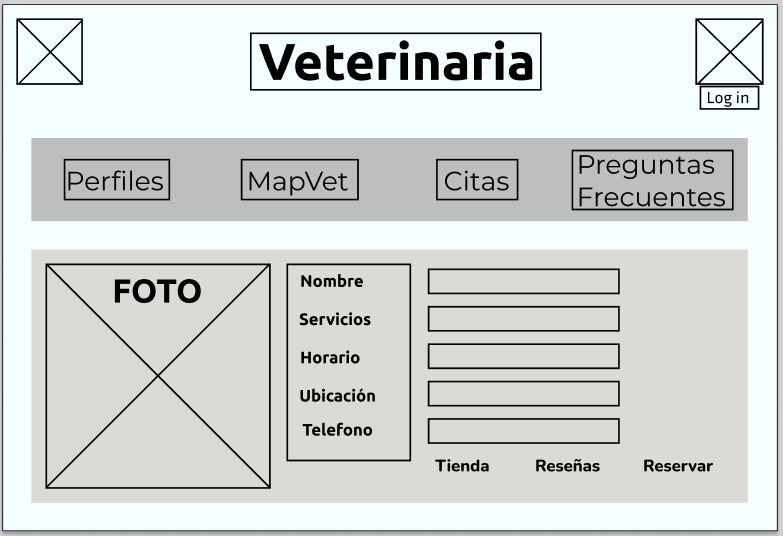 Veterinaria
Log in
Perfiles
MapVet
Citas
Preguntas
Frecuentes
FOTO
Nombre
Servicios
Horario
Ubicación
Telefono
Tienda
Reseñas
Reservar